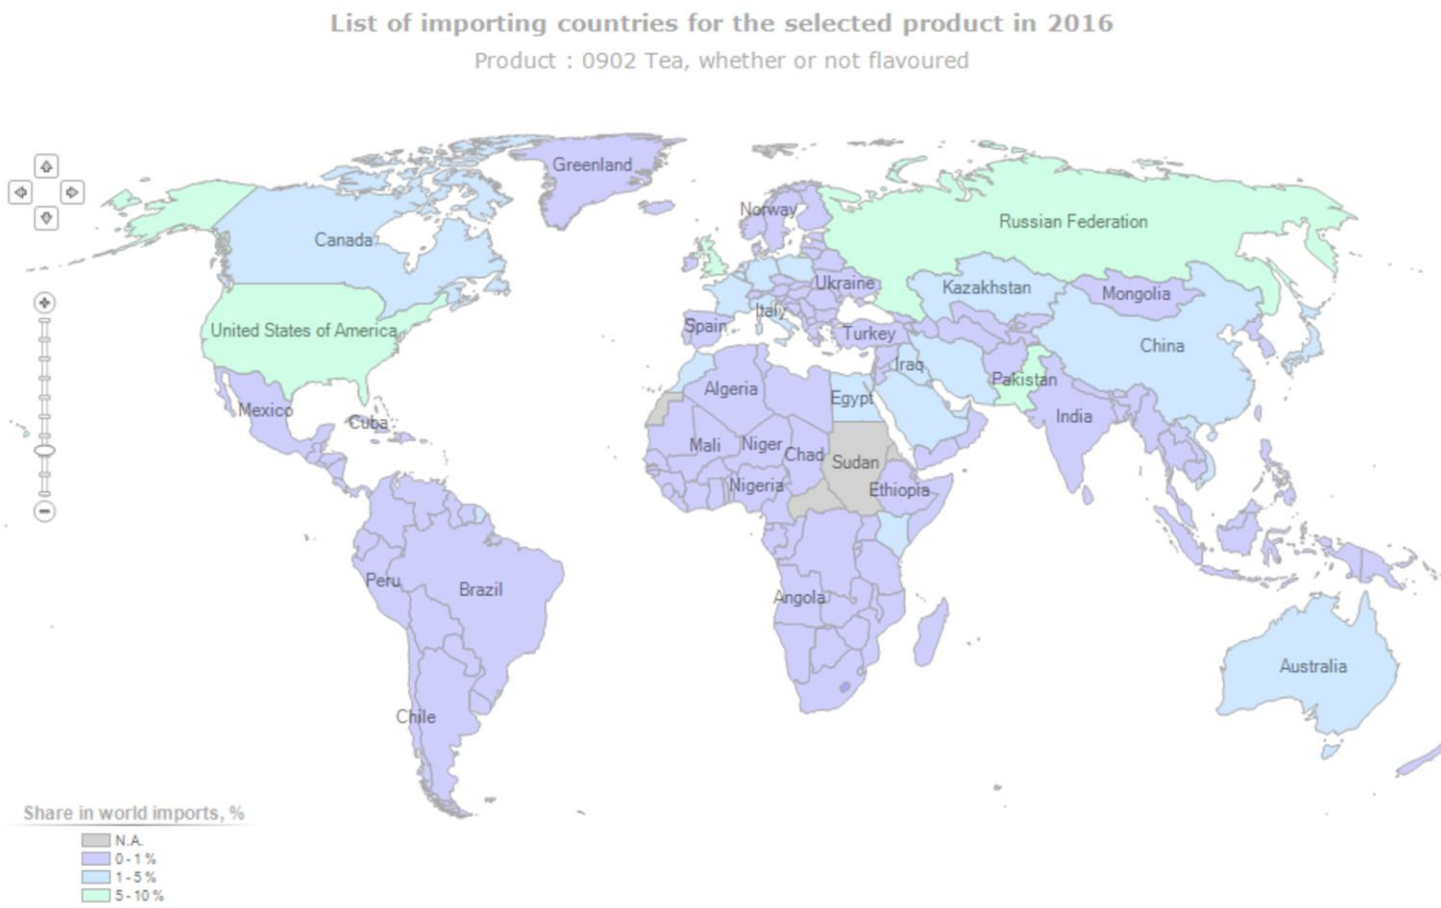 List of importing countries for the selected product in 2016
Product : 0902 Tea, whether or not flavoured
Greenland
Norway
Russian Federation
Canada
Ukraine
Kazakhstan
Mongolia
Italy
United States of America
Spain
Turkey
China
Iraq
Pakistan
Algeria
Egypt
Mexico
India
Cuba
Mali
Niger
Chad
Sudan
Nigeria
Ethiopia
Peru
Brazil
Angola
Australia
Chile
Share in world imports, %
N.A.
0-1%
1-5%
5-10%